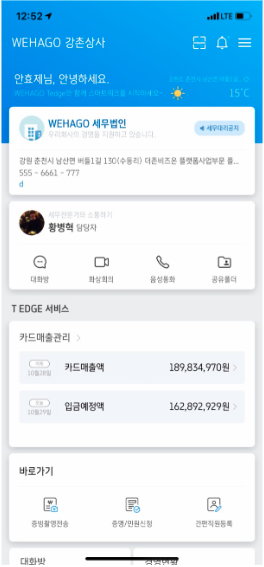 12:52
LTE
WEHAGO 강촌상사
안효제님, 안녕하세요.
WEHAGO Tedge와 함께 스마트워크를 시작하세요~
15℃
WEHAGO 세무법인
우리회사의 경영을 지원하고 있습니다.
세무대리공지
강원 춘천시 남산면 버들1길 130(수동리) 더존비즈온 플랫폼사업부문 플...
555 - 6661 - 777
d
세무전문가와 소통하기
황병혁 담당자
대화방 화상회의 음성통화 공유폴더
T EDGE 서비스
카드매출관리 >
10월28일 카드매출액 189,834,970원 >
10월29일 입금예정액 162,892,929원 >
바로가기
증빙촬영전송 증명/민원신청 간편직원등록
대화방 경영현황